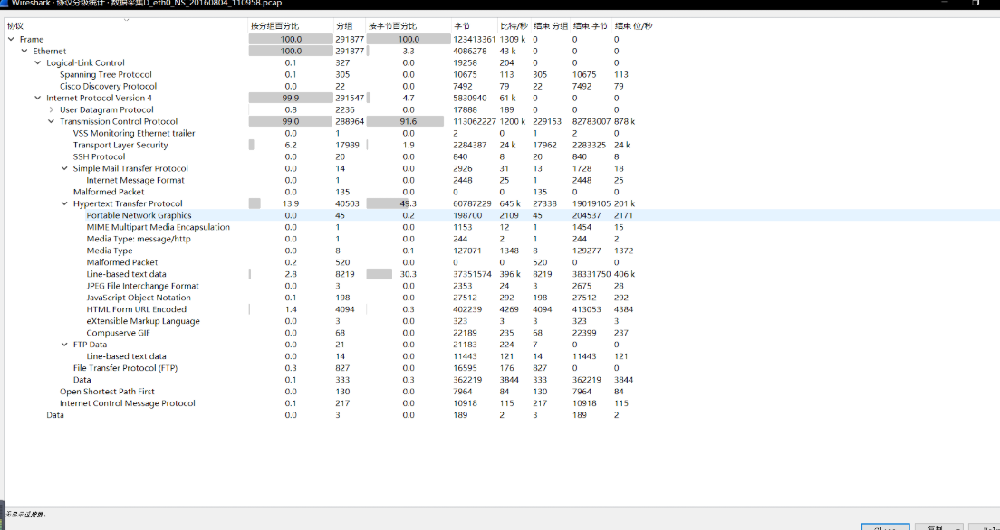 Wireshark · 协议分级统计 · 数据采集D_eth0_NS_20160804_110958.pcap
协议 按分组百分比 分组 按字节百分比 字节 比特/秒 结束 分组 结束 字节 结束 位/秒
Frame 100.0 291877 100.0 123413361 1309 k 0 0 0
Ethernet 100.0 291877 3.3 4086278 43 k 0 0 0
Logical-Link Control 0.1 327 0.0 19258 204 0 0 0
Spanning Tree Protocol 0.1 305 0.0 10675 113 305 10675 113
Cisco Discovery Protocol 0.0 22 0.0 7492 79 22 7492 79
Internet Protocol Version 4 99.9 291547 4.7 5830940 61 k 0 0 0
User Datagram Protocol 0.8 2236 0.0 17888 189 0 0 0
Transmission Control Protocol 99.0 288964 91.6 113062227 1200 k 229153 82783007 878 k
VSS Monitoring Ethernet trailer 0.0 1 0.0 2 0 1 2 0
Transport Layer Security 6.2 17989 1.9 2284387 24 k 17962 2283325 24 k
SSH Protocol 0.0 20 0.0 840 8 20 840 8
Simple Mail Transfer Protocol 0.0 14 0.0 2926 31 13 1728 18
Internet Message Format 0.0 1 0.0 2448 25 1 2448 25
Malformed Packet 0.0 135 0.0 0 0 135 0 0
Hypertext Transfer Protocol 13.9 40503 49.3 60787229 645 k 27338 19019105 201 k
Portable Network Graphics 0.0 45 0.2 198700 2109 45 204537 2171
MIME Multipart Media Encapsulation 0.0 1 0.0 1153 12 1 1454 15
Media Type: message/http 0.0 1 0.0 244 2 1 244 2
Media Type 0.0 8 0.1 127071 1348 8 129277 1372
Malformed Packet 0.2 520 0.0 0 0 520 0 0
Line-based text data 2.8 8219 30.3 37351574 396 k 8219 38331750 406 k
JPEG File Interchange Format 0.0 3 0.0 2353 24 3 2675 28
JavaScript Object Notation 0.1 198 0.0 27512 292 198 27512 292
HTML Form URL Encoded 1.4 4094 0.3 402239 4269 4094 413053 4384
eXtensible Markup Language 0.0 3 0.0 323 3 3 323 3
Compuserve GIF 0.0 68 0.0 22189 235 68 22399 237
FTP Data 0.0 21 0.0 21183 224 7 0 0
Line-based text data 0.0 14 0.0 11443 121 14 11443 121
File Transfer Protocol (FTP) 0.3 827 0.0 16595 176 827 0 0
Data 0.1 333 0.3 362219 3844 333 362219 3844
Open Shortest Path First 0.0 130 0.0 7964 84 130 7964 84
Internet Control Message Protocol 0.1 217 0.0 10918 115 217 10918 115
Data 0.0 3 0.0 189 2 3 189 2
无显示过滤器。